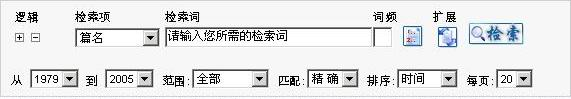 逻辑 检索项 检索词 词频 扩展
篇名 请输入您所需的检索词 检索
从 1979 到 2005 范围: 全部 匹配: 精确 排序: 时间 每页: 20